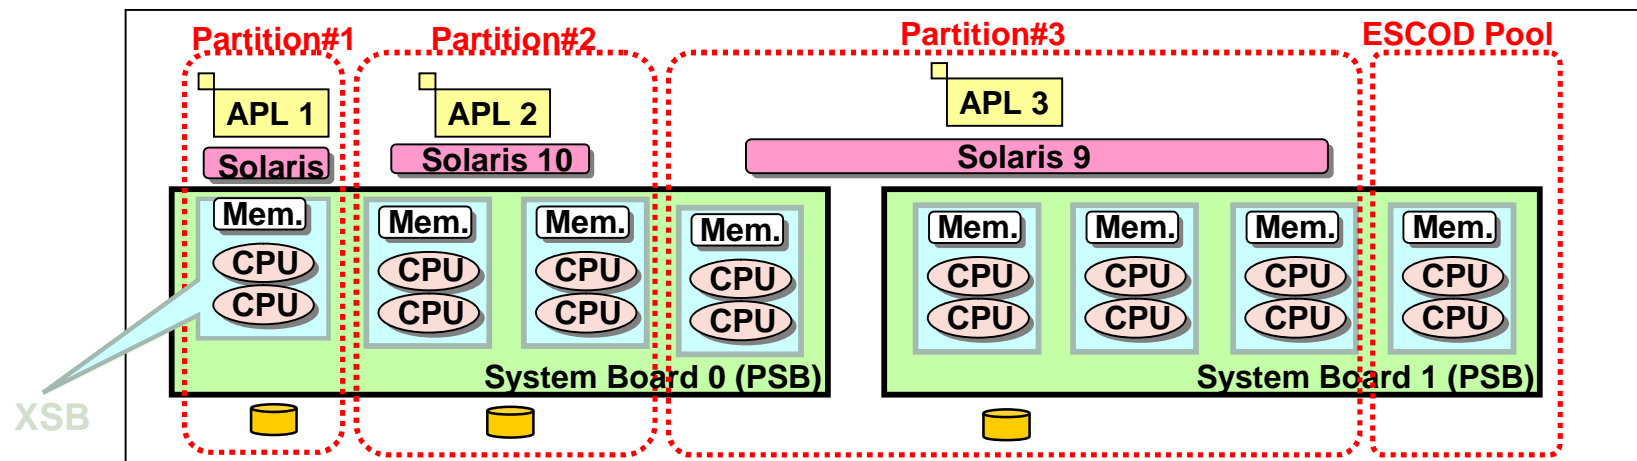 Partition#1 Partition#2 Partition#3 ESCOD Pool
APL 1 APL 2 APL 3
Solaris Solaris 10 Solaris 9
Mem. Mem. Mem. Mem. Mem. Mem. Mem. Mem.
CPU CPU CPU CPU CPU CPU CPU CPU
CPU CPU CPU CPU CPU CPU CPU CPU
System Board 0 (PSB) System Board 1 (PSB)
XSB